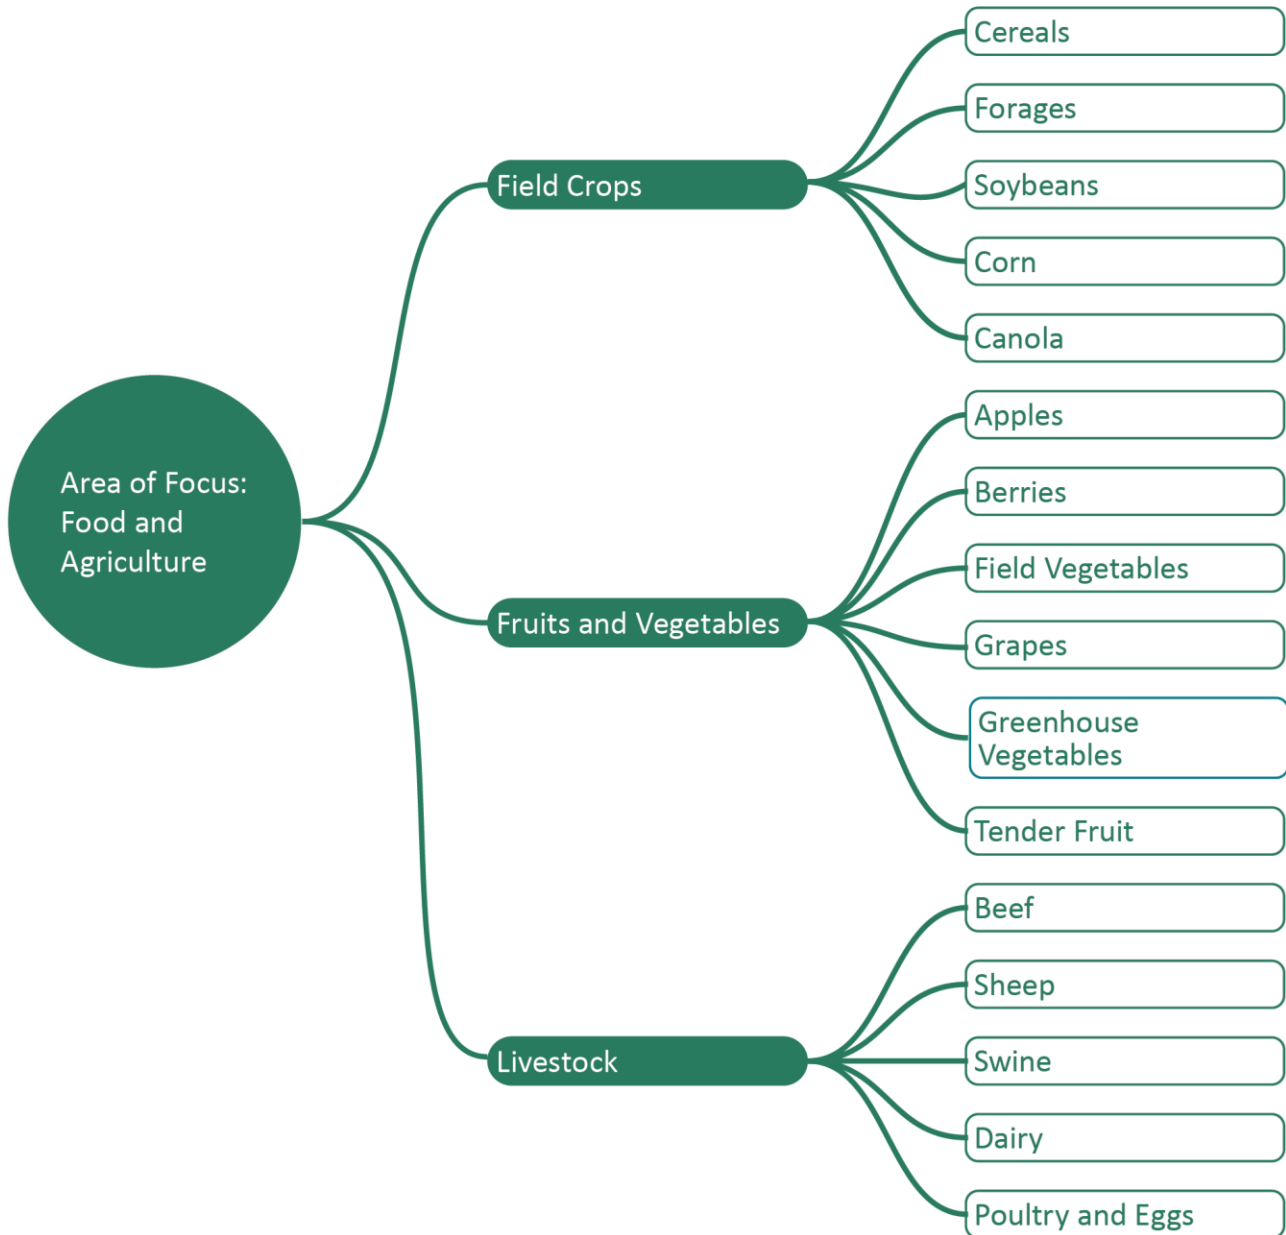 Area of Focus:
Food and
Agriculture
Field Crops
Cereals
Forages
Soybeans
Corn
Canola
Fruits and Vegetables
Apples
Berries
Field Vegetables
Grapes
Greenhouse
Vegetables
Tender Fruit
Livestock
Beef
Sheep
Swine
Dairy
Poultry and Eggs